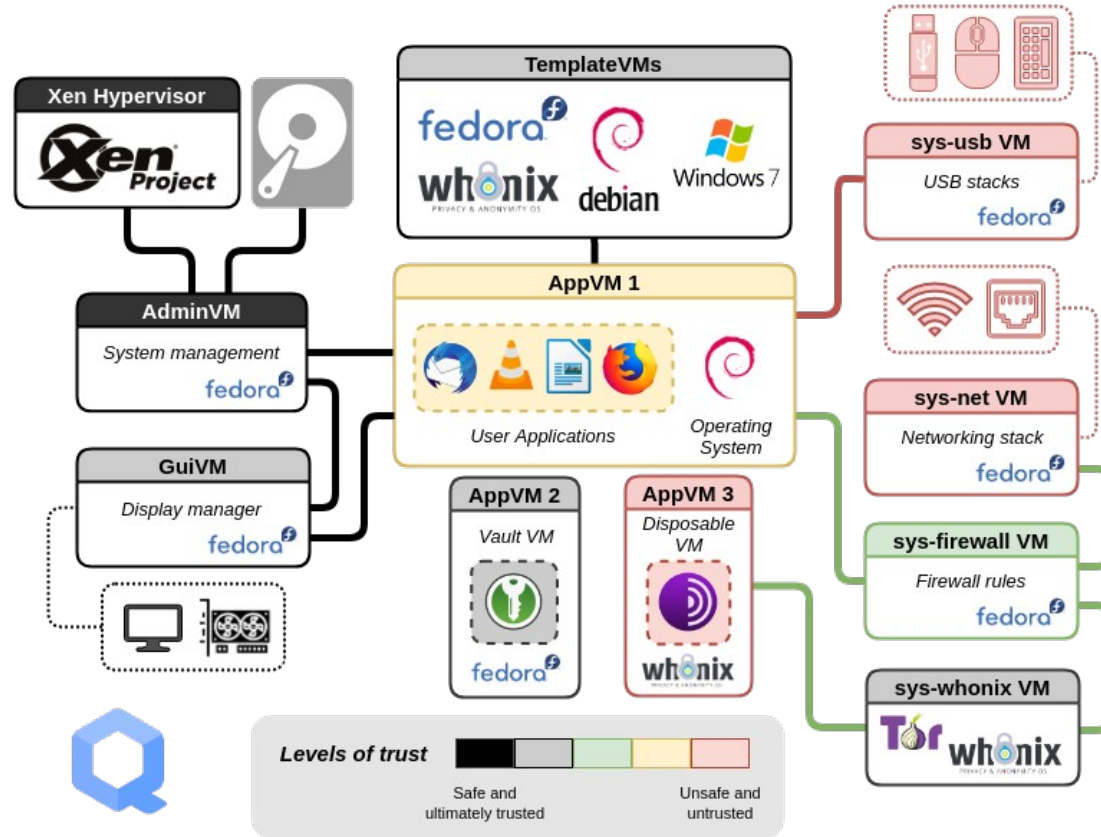 Xen Hypervisor
Xen
Project
TemplateVMs
fedora
whonix
PRIVACY & ANONYMITY OS
debian
Windows 7
sys-usb VM
USB stacks
fedora
AdminVM
System management
fedora
AppVM 1
User Applications
Operating
System
sys-net VM
Networking stack
fedora
GuiVM
Display manager
fedora
AppVM 2
Vault VM
fedora
AppVM 3
Disposable
VM
whonix
PRIVACY & ANONYMITY OS
sys-firewall VM
Firewall rules
fedora
sys-whonix VM
Tor
whonix
PRIVACY & ANONYMITY OS
Levels of trust
Safe and
ultimately trusted
Unsafe and
untrusted